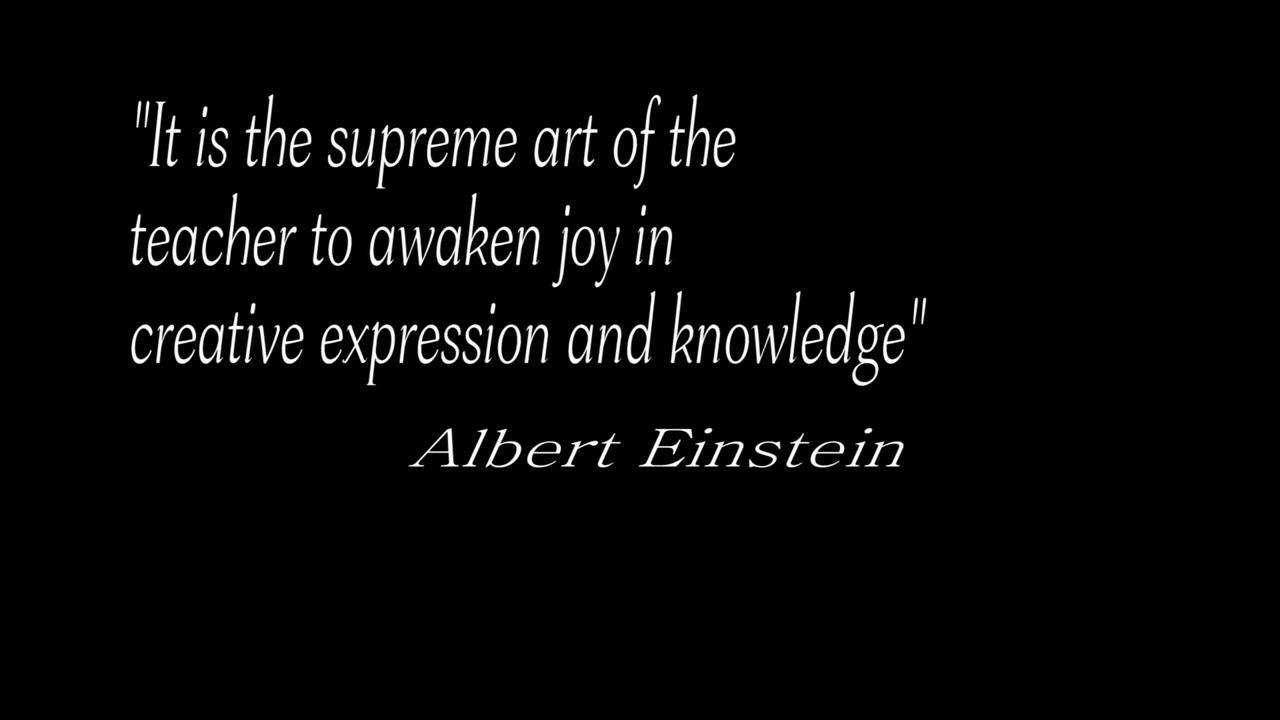 "It is the supreme art of the
teacher to awaken joy in
creative expression and knowledge"
Albert Einstein